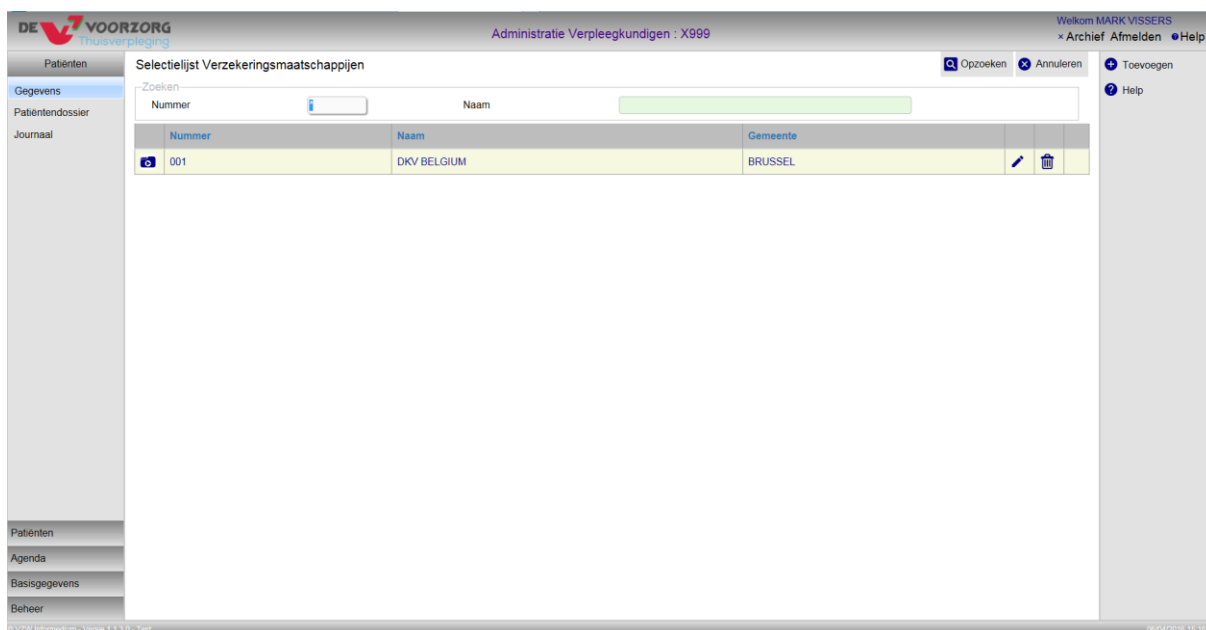 DE VOORZORG
Thuisverpleging
Administratie Verpleegkundigen : X999
Welkom MARK VISSERS
× Archief Afmelden Help
Patiënten
Selectielijst Verzekeringsmaatschappijen
Opzoeken Annuleren
Toevoegen
Help
Gegevens
Patiëntendossier
Journaal
Zoeken
Nummer * Naam
Nummer Naam Gemeente
001 DKV BELGIUM BRUSSEL
Patiënten
Agenda
Basisgegevens
Beheer